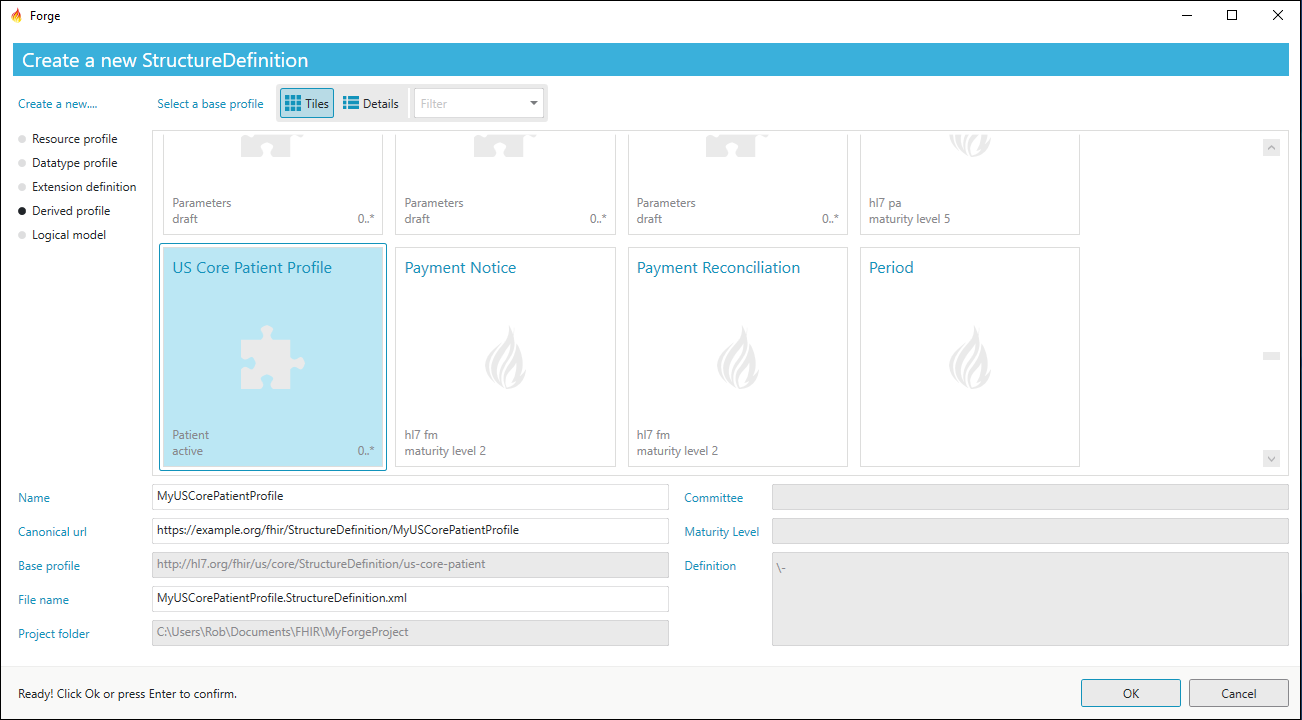 Forge
Create a new StructureDefinition
Create a new....
Select a base profile
Tiles
Details
Filter
Resource profile
Datatype profile
Extension definition
Derived profile
Logical model
Parameters
draft 0..*
Parameters
draft 0..*
Parameters
draft 0..*
hl7 pa
maturity level 5
US Core Patient Profile
Patient
active 0..*
Payment Notice
hl7 fm
maturity level 2
Payment Reconciliation
hl7 fm
maturity level 2
Period
Name MyUSCorePatientProfile
Canonical url https://example.org/fhir/StructureDefinition/MyUSCorePatientProfile
Base profile http://hl7.org/fhir/us/core/StructureDefinition/us-core-patient
File name MyUSCorePatientProfile.StructureDefinition.xml
Project folder C:\Users\Rob\Documents\FHIR\MyForgeProject
Committee
Maturity Level
Definition \-
Ready! Click Ok or press Enter to confirm.
OK
Cancel